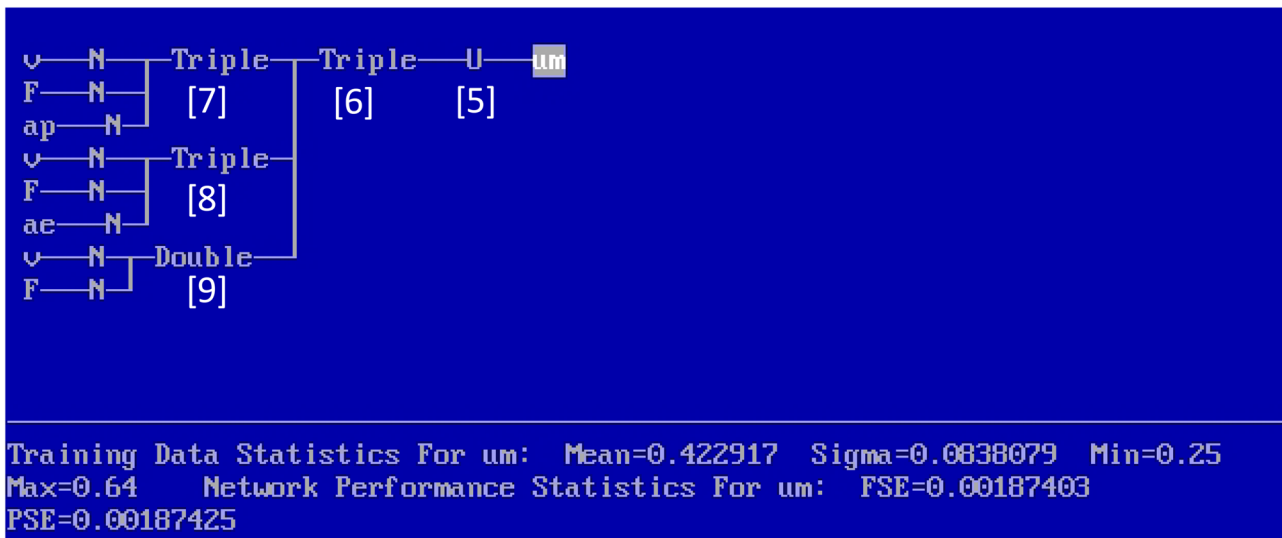 v N Triple Triple U um
F N [7] [6] [5]
ap N
v N Triple
F N [8]
ae N
v N Double
F N [9]
Training Data Statistics For um: Mean=0.422917 Sigma=0.0838079 Min=0.25
Max=0.64 Network Performance Statistics For um: FSE=0.00187403
PSE=0.00187425